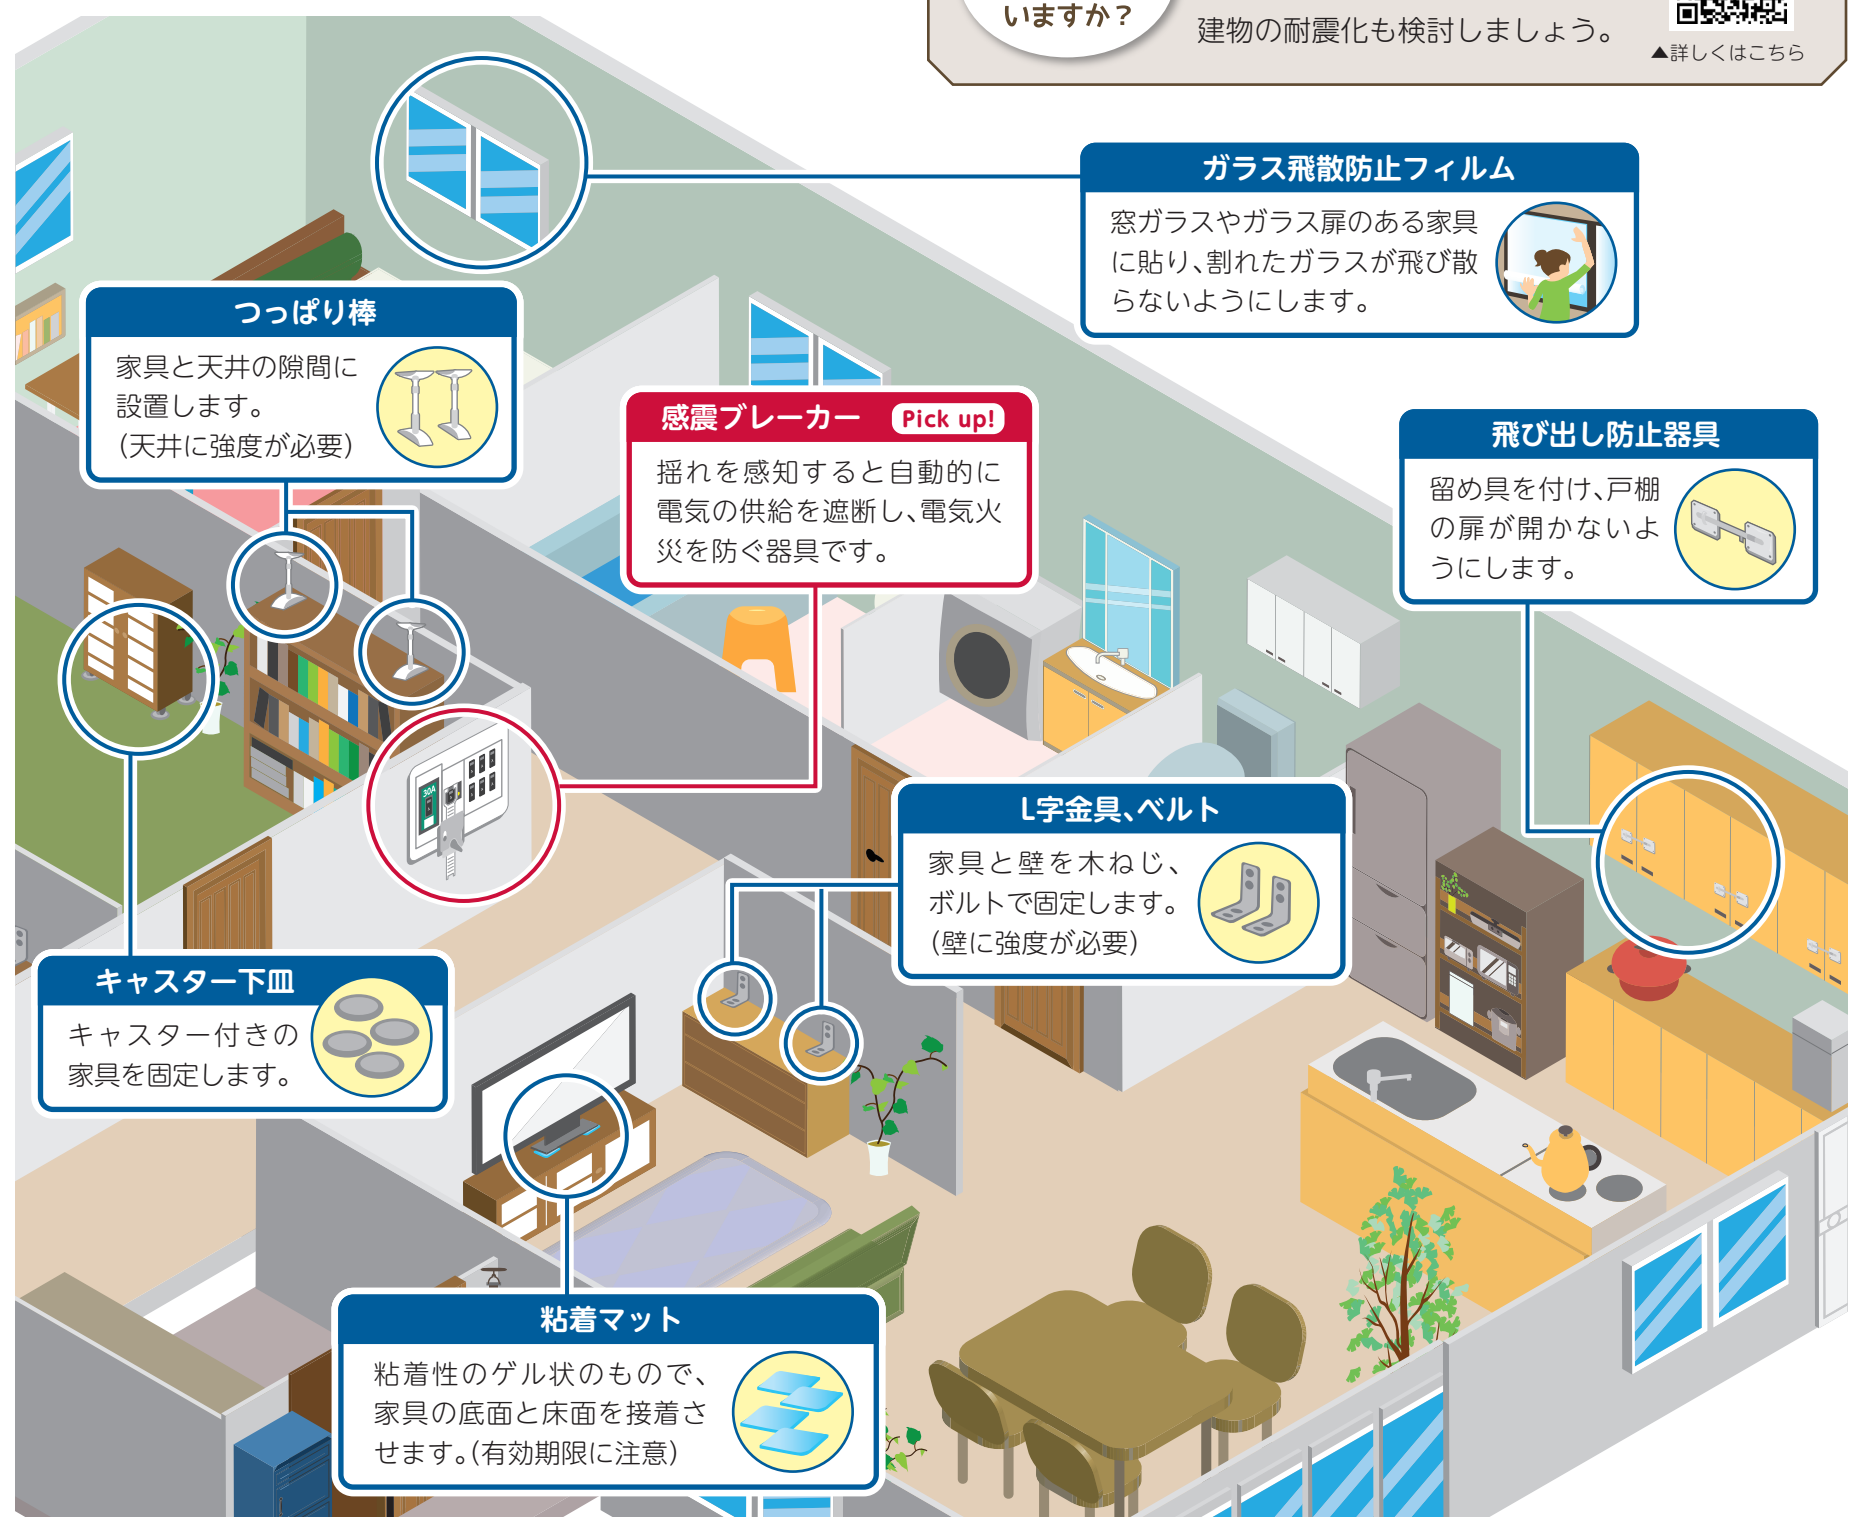 いますか？
建物の耐震化も検討しましょう。
▲詳しくはこちら
ガラス飛散防止フィルム
窓ガラスやガラス扉のある家具
に貼り、割れたガラスが飛び散
らないようにします。
つっぱり棒
家具と天井の隙間に
設置します。
（天井に強度が必要）
感震ブレーカー Pick up!
揺れを感知すると自動的に
電気の供給を遮断し、電気火
災を防ぐ器具です。
飛び出し防止器具
留め具を付け、戸棚
の扉が開かないよ
うにします。
30A
L字金具、ベルト
家具と壁を木ねじ、
ボルトで固定します。
（壁に強度が必要）
キャスター下皿
キャスター付きの
家具を固定します。
粘着マット
粘着性のゲル状のもので、
家具の底面と床面を接着さ
せます。（有効期限に注意）